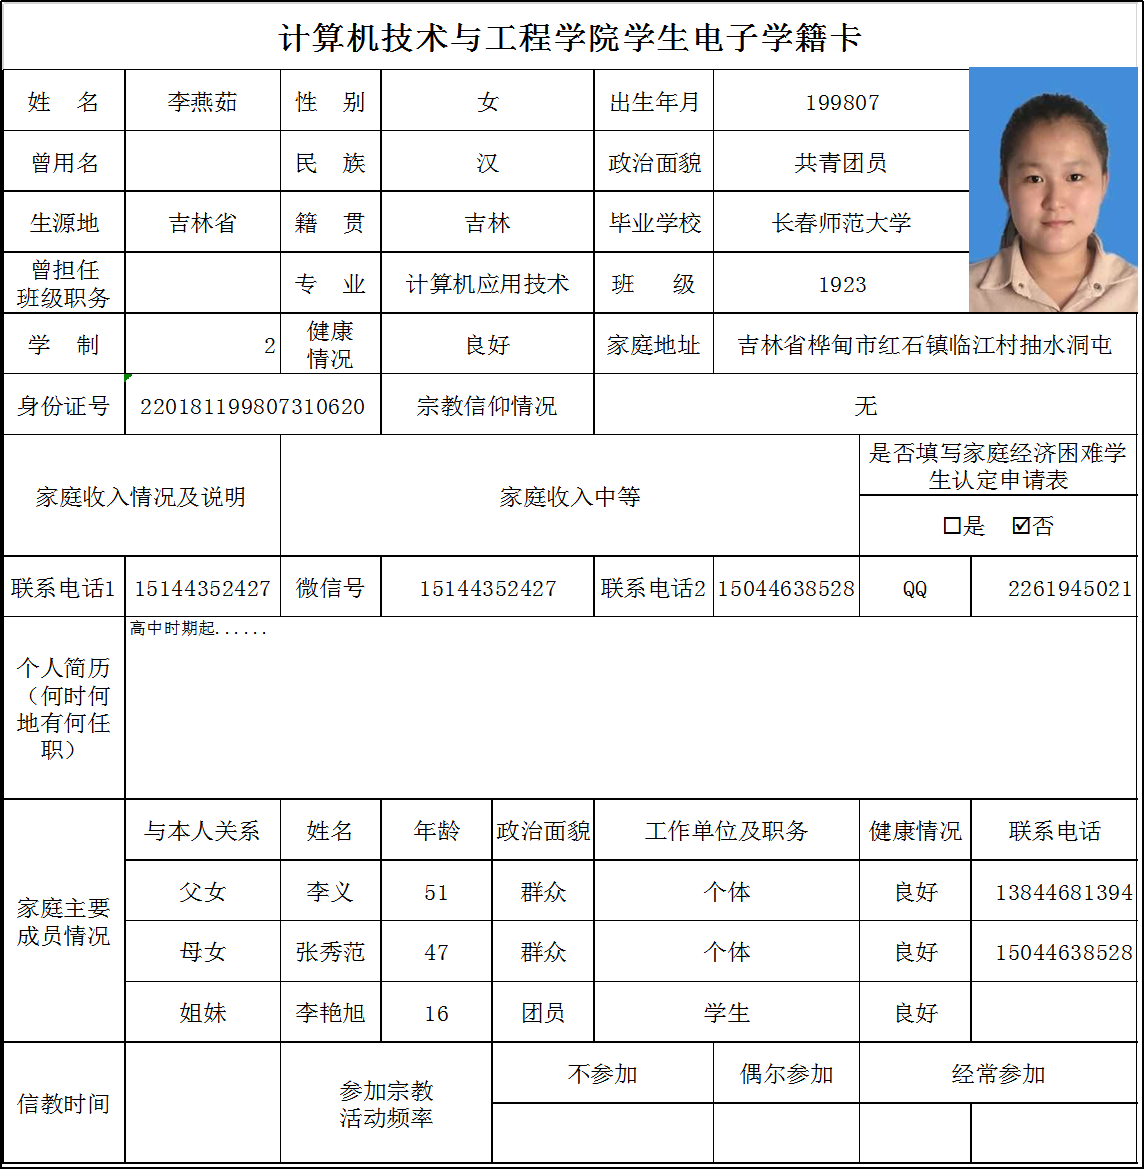 计算机技术与工程学院学生电子学籍卡
姓 名 李燕茹 性 别 女 出生年月 199807
曾用名 民 族 汉 政治面貌 共青团员
生源地 吉林省 籍 贯 吉林 毕业学校 长春师范大学
曾担任
班级职务 专 业 计算机应用技术 班 级 1923
学 制 2 健康
情况 良好 家庭地址 吉林省桦甸市红石镇临江村抽水洞屯
身份证号 220181199807310620 宗教信仰情况 无
家庭收入情况及说明 家庭收入中等 是否填写家庭经济困难学
生认定申请表
☐是 ☑否
联系电话1 15144352427 微信号 15144352427 联系电话2 15044638528 QQ 2261945021
个人简历
（何时何
地有何任
职）
高中时期起......
家庭主要
成员情况
与本人关系 姓名 年龄 政治面貌 工作单位及职务 健康情况 联系电话
父女 李义 51 群众 个体 良好 13844681394
母女 张秀范 47 群众 个体 良好 15044638528
姐妹 李艳旭 16 团员 学生 良好
信教时间 参加宗教
活动频率 不参加 偶尔参加 经常参加